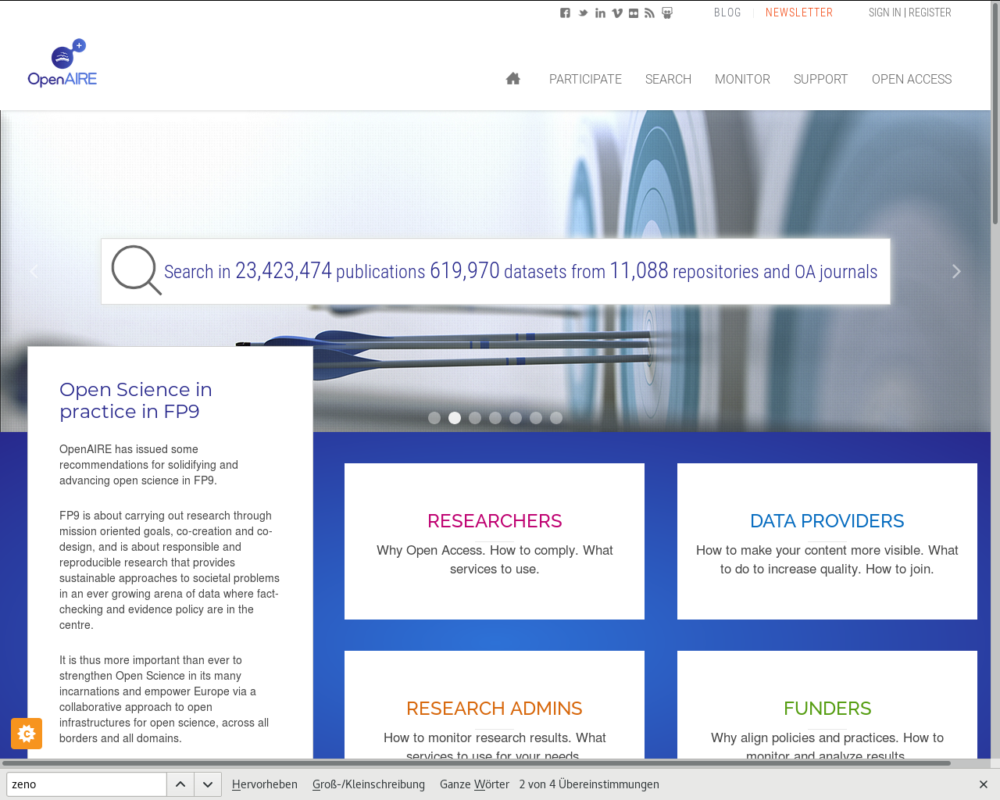 BLOG NEWSLETTER SIGN IN | REGISTER
OpenAIRE
PARTICIPATE SEARCH MONITOR SUPPORT OPEN ACCESS
Search in 23,423,474 publications 619,970 datasets from 11,088 repositories and OA journals
Open Science in
practice in FP9
OpenAIRE has issued some
recommendations for solidifying and
advancing open science in FP9.
FP9 is about carrying out research through
mission oriented goals, co-creation and co-
design, and is about responsible and
reproducible research that provides
sustainable approaches to societal problems
in an ever growing arena of data where fact-
checking and evidence policy are in the
centre.
It is thus more important than ever to
strengthen Open Science in its many
incarnations and empower Europe via a
collaborative approach to open
infrastructures for open science, across all
borders and all domains.
RESEARCHERS
Why Open Access. How to comply. What
services to use.
DATA PROVIDERS
How to make your content more visible. What
to do to increase quality. How to join.
RESEARCH ADMINS
How to monitor research results. What
services to use for your needs.
FUNDERS
Why align policies and practices. How to
monitor and analyze results.
zeno Hervorheben Groß-/Kleinschreibung Ganze Wörter 2 von 4 Übereinstimmungen